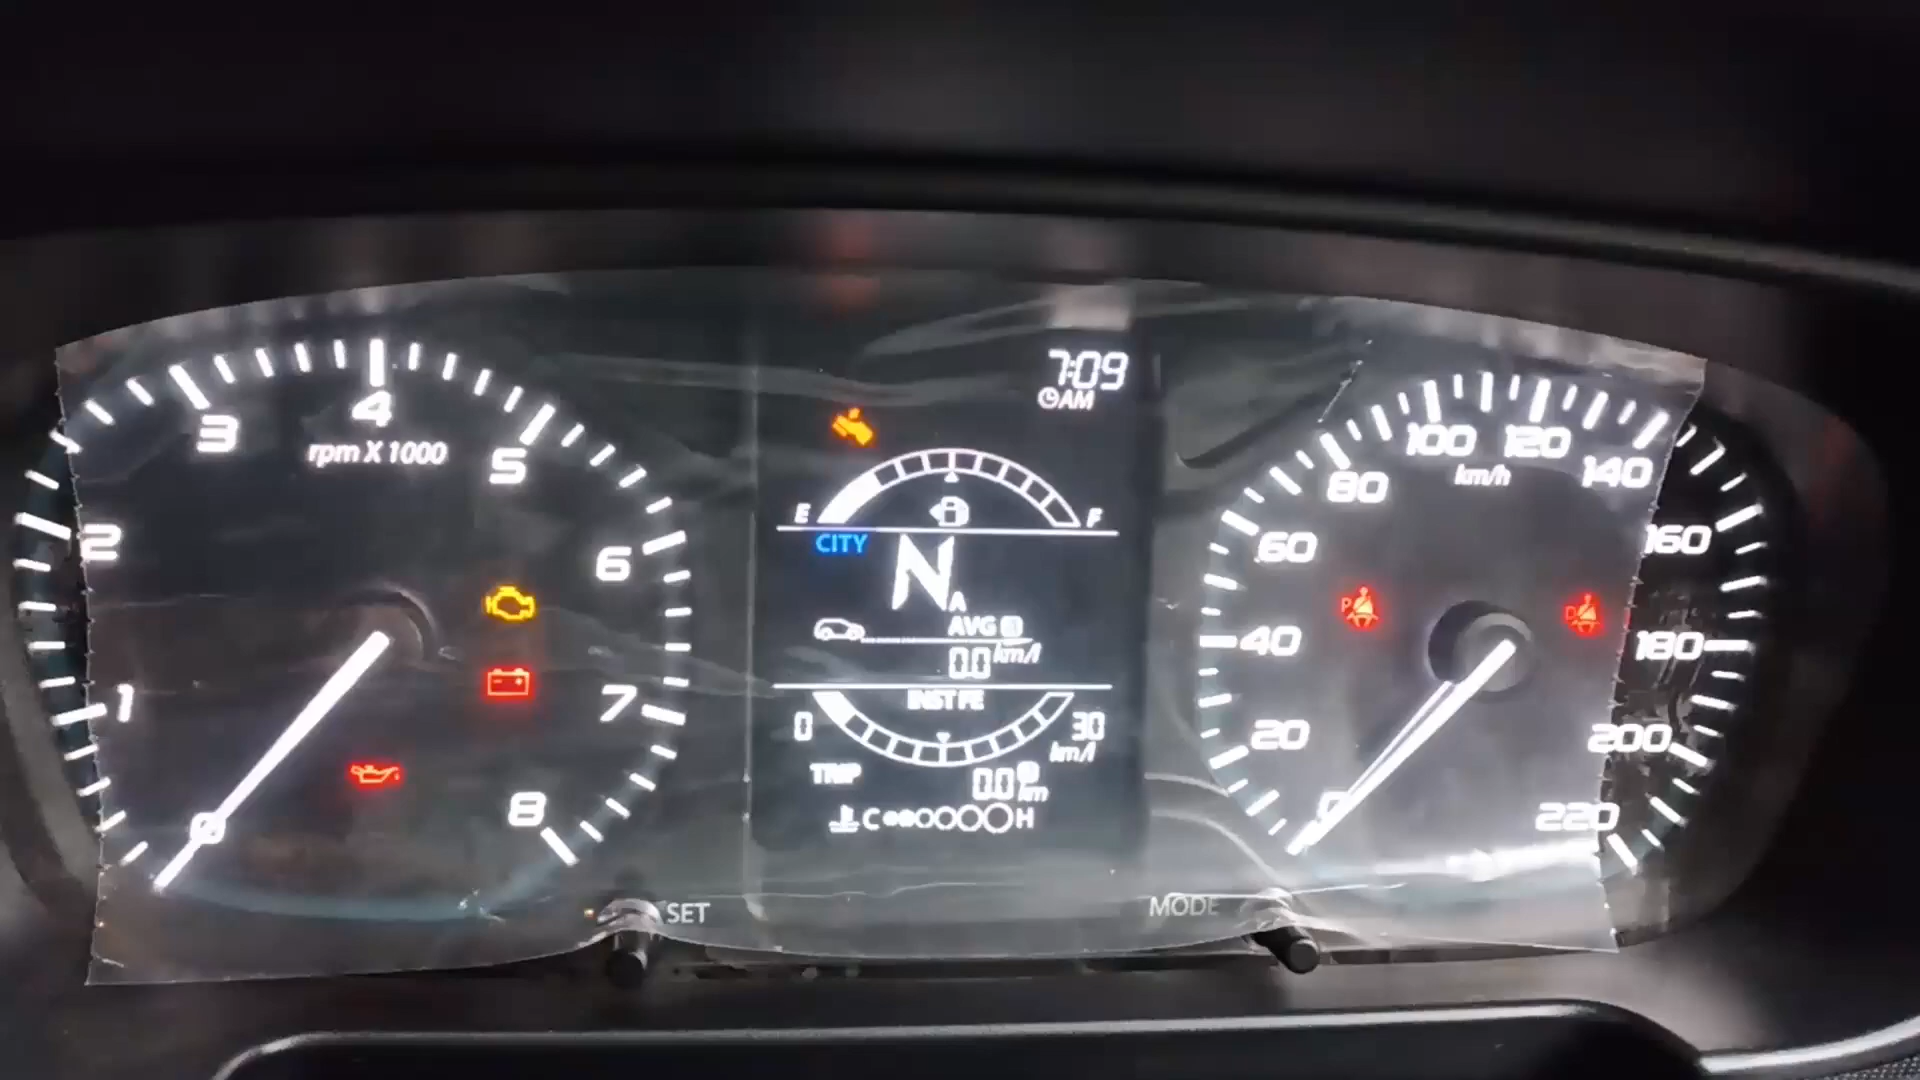 7:09
AM
E F
CITY
N A
AVG B
0.0 km/l
INST FE
0 30
km/l
TRIP 0.0 km
C H
0 1 2 3 4 5 6 7 8
rpm X 1000
0 20 40 60 80 100 120 140 160 180 200 220
km/h
P
D
SET
MODE